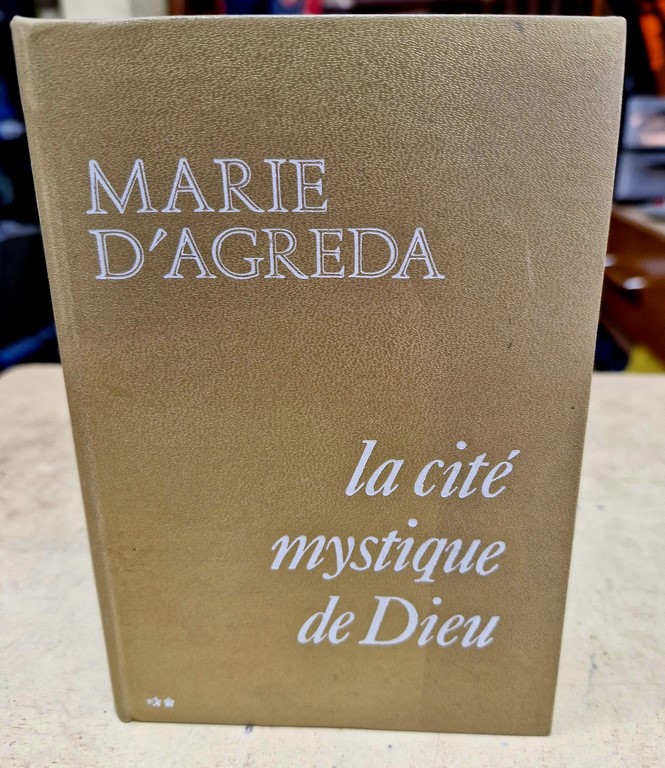 MARIE
D'AGREDA
la cité
mystique
de Dieu